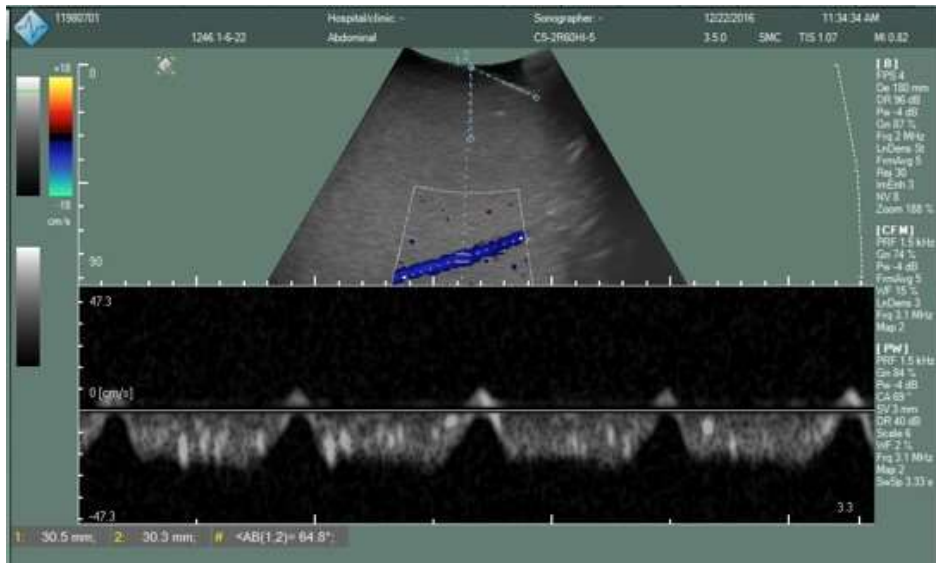 11980701 Hospital/clinic: - Sonographer: - 12/22/2016 11:34:34 AM
1246.1-6-22 Abdominal C5-2R60HI-5 3.5.0 SMC TIS 1.07 MI 0.82
+18
-18
cm/s
0
90
[B]
FPS 4
De 180 mm
DR 96 dB
Pw -4 dB
Gn 87 %
Frq 2 MHz
LnDens St
FrmAvg 5
Rej 30
ImEnh 3
NV 8
Zoom 188 %
[CFM]
PRF 1.5 kHz
Gn 74 %
Pw -4 dB
FrmAvg 5
WF 15 %
LnDens 3
Frq 3.1 MHz
Map 2
[PW]
PRF 1.5 kHz
Gn 84 %
Pw -4 dB
CA 69 °
SV 3 mm
DR 40 dB
Scale 6
WF 2 %
Frq 3.1 MHz
Map 2
SwSp 3.33 s
47.3
0 [cm/s]
-47.3
3.3
1: 30.5 mm; 2: 30.3 mm; # <AB(1,2)= 64.8°;